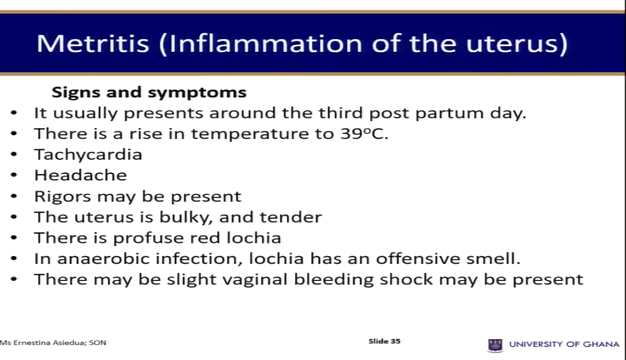 Metritis (Inflammation of the uterus)
Signs and symptoms
• It usually presents around the third post partum day.
• There is a rise in temperature to 39°C.
• Tachycardia
• Headache
• Rigors may be present
• The uterus is bulky, and tender
• There is profuse red lochia
• In anaerobic infection, lochia has an offensive smell.
• There may be slight vaginal bleeding shock may be present
Ms Ernestina Asiedua; SON
Slide 35
UNIVERSITY OF GHANA